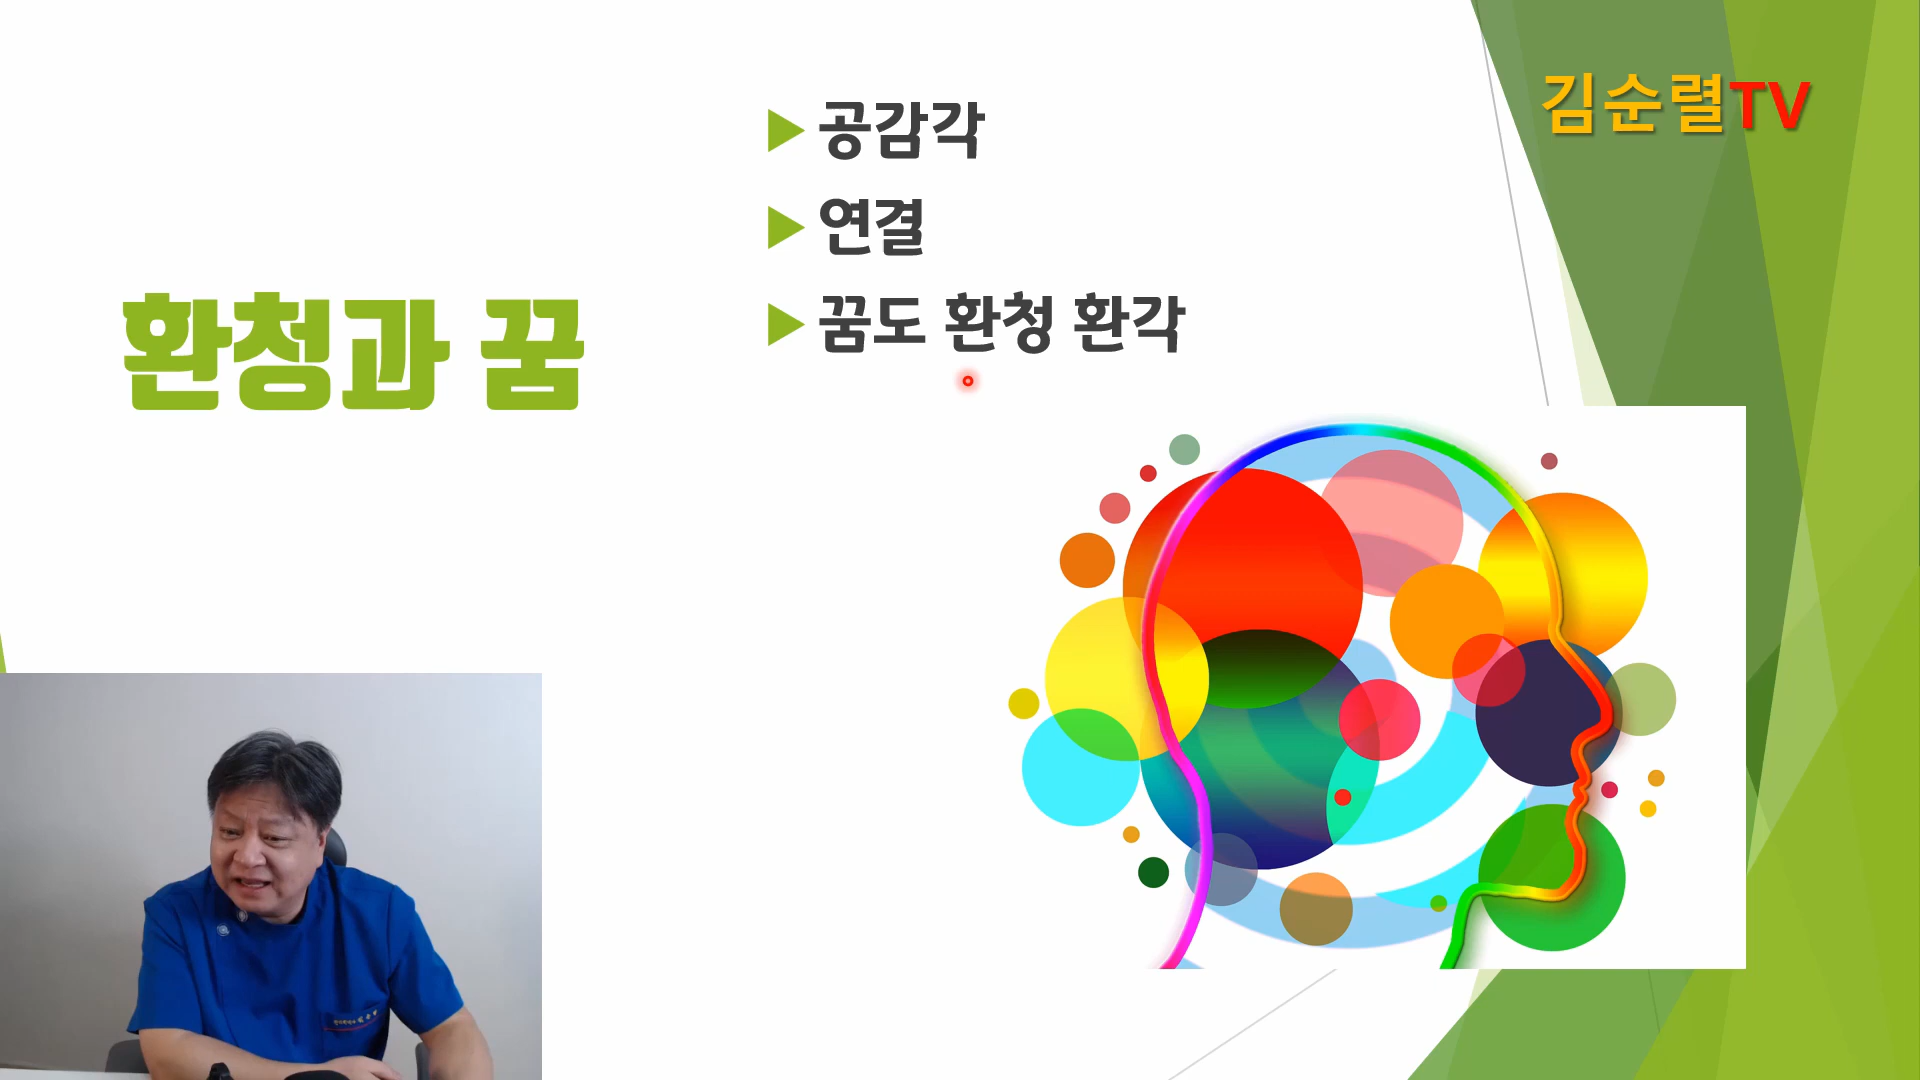 김순렬TV
공감각
연결
꿈도 환청 환각
환청과 꿈